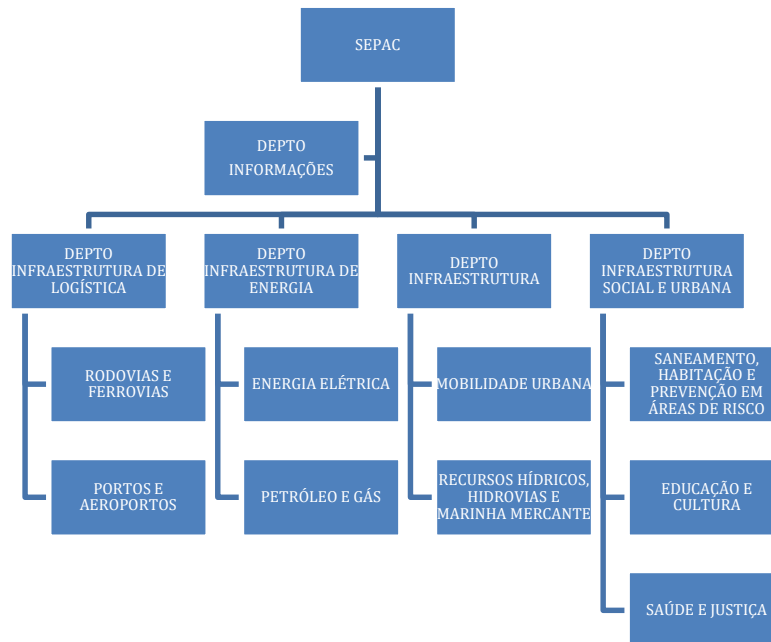 SEPAC
DEPTO
INFORMAÇÕES
DEPTO
INFRAESTRUTURA DE
LOGÍSTICA
DEPTO
INFRAESTRUTURA DE
ENERGIA
DEPTO
INFRAESTRUTURA
DEPTO
INFRAESTRUTURA
SOCIAL E URBANA
RODOVIAS E
FERROVIAS
ENERGIA ELÉTRICA
MOBILIDADE URBANA
SANEAMENTO,
HABITAÇÃO E
PREVENÇÃO EM
ÁREAS DE RISCO
PORTOS E
AEROPORTOS
PETRÓLEO E GÁS
RECURSOS HÍDRICOS,
HIDROVIAS E
MARINHA MERCANTE
EDUCAÇÃO E
CULTURA
SAÚDE E JUSTIÇA